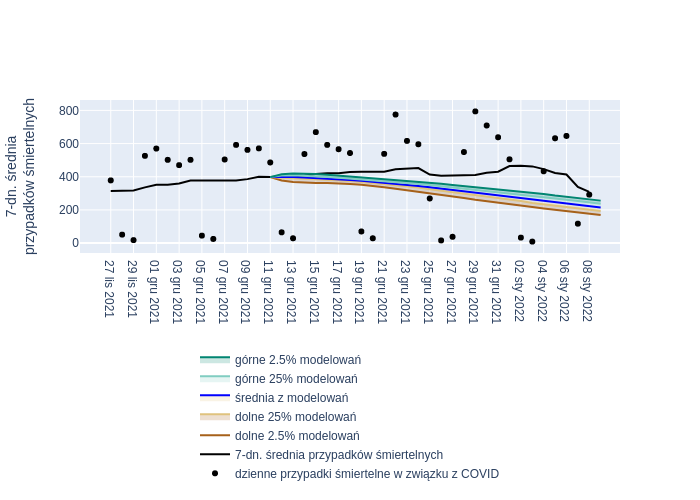 7-dn. średnia
przypadków śmiertelnych
800
600
400
200
0
27 lis 2021
29 lis 2021
01 gru 2021
03 gru 2021
05 gru 2021
07 gru 2021
09 gru 2021
11 gru 2021
13 gru 2021
15 gru 2021
17 gru 2021
19 gru 2021
21 gru 2021
23 gru 2021
25 gru 2021
27 gru 2021
29 gru 2021
31 gru 2021
02 sty 2022
04 sty 2022
06 sty 2022
08 sty 2022
górne 2.5% modelowań
górne 25% modelowań
średnia z modelowań
dolne 25% modelowań
dolne 2.5% modelowań
7-dn. średnia przypadków śmiertelnych
dzienne przypadki śmiertelne w związku z COVID